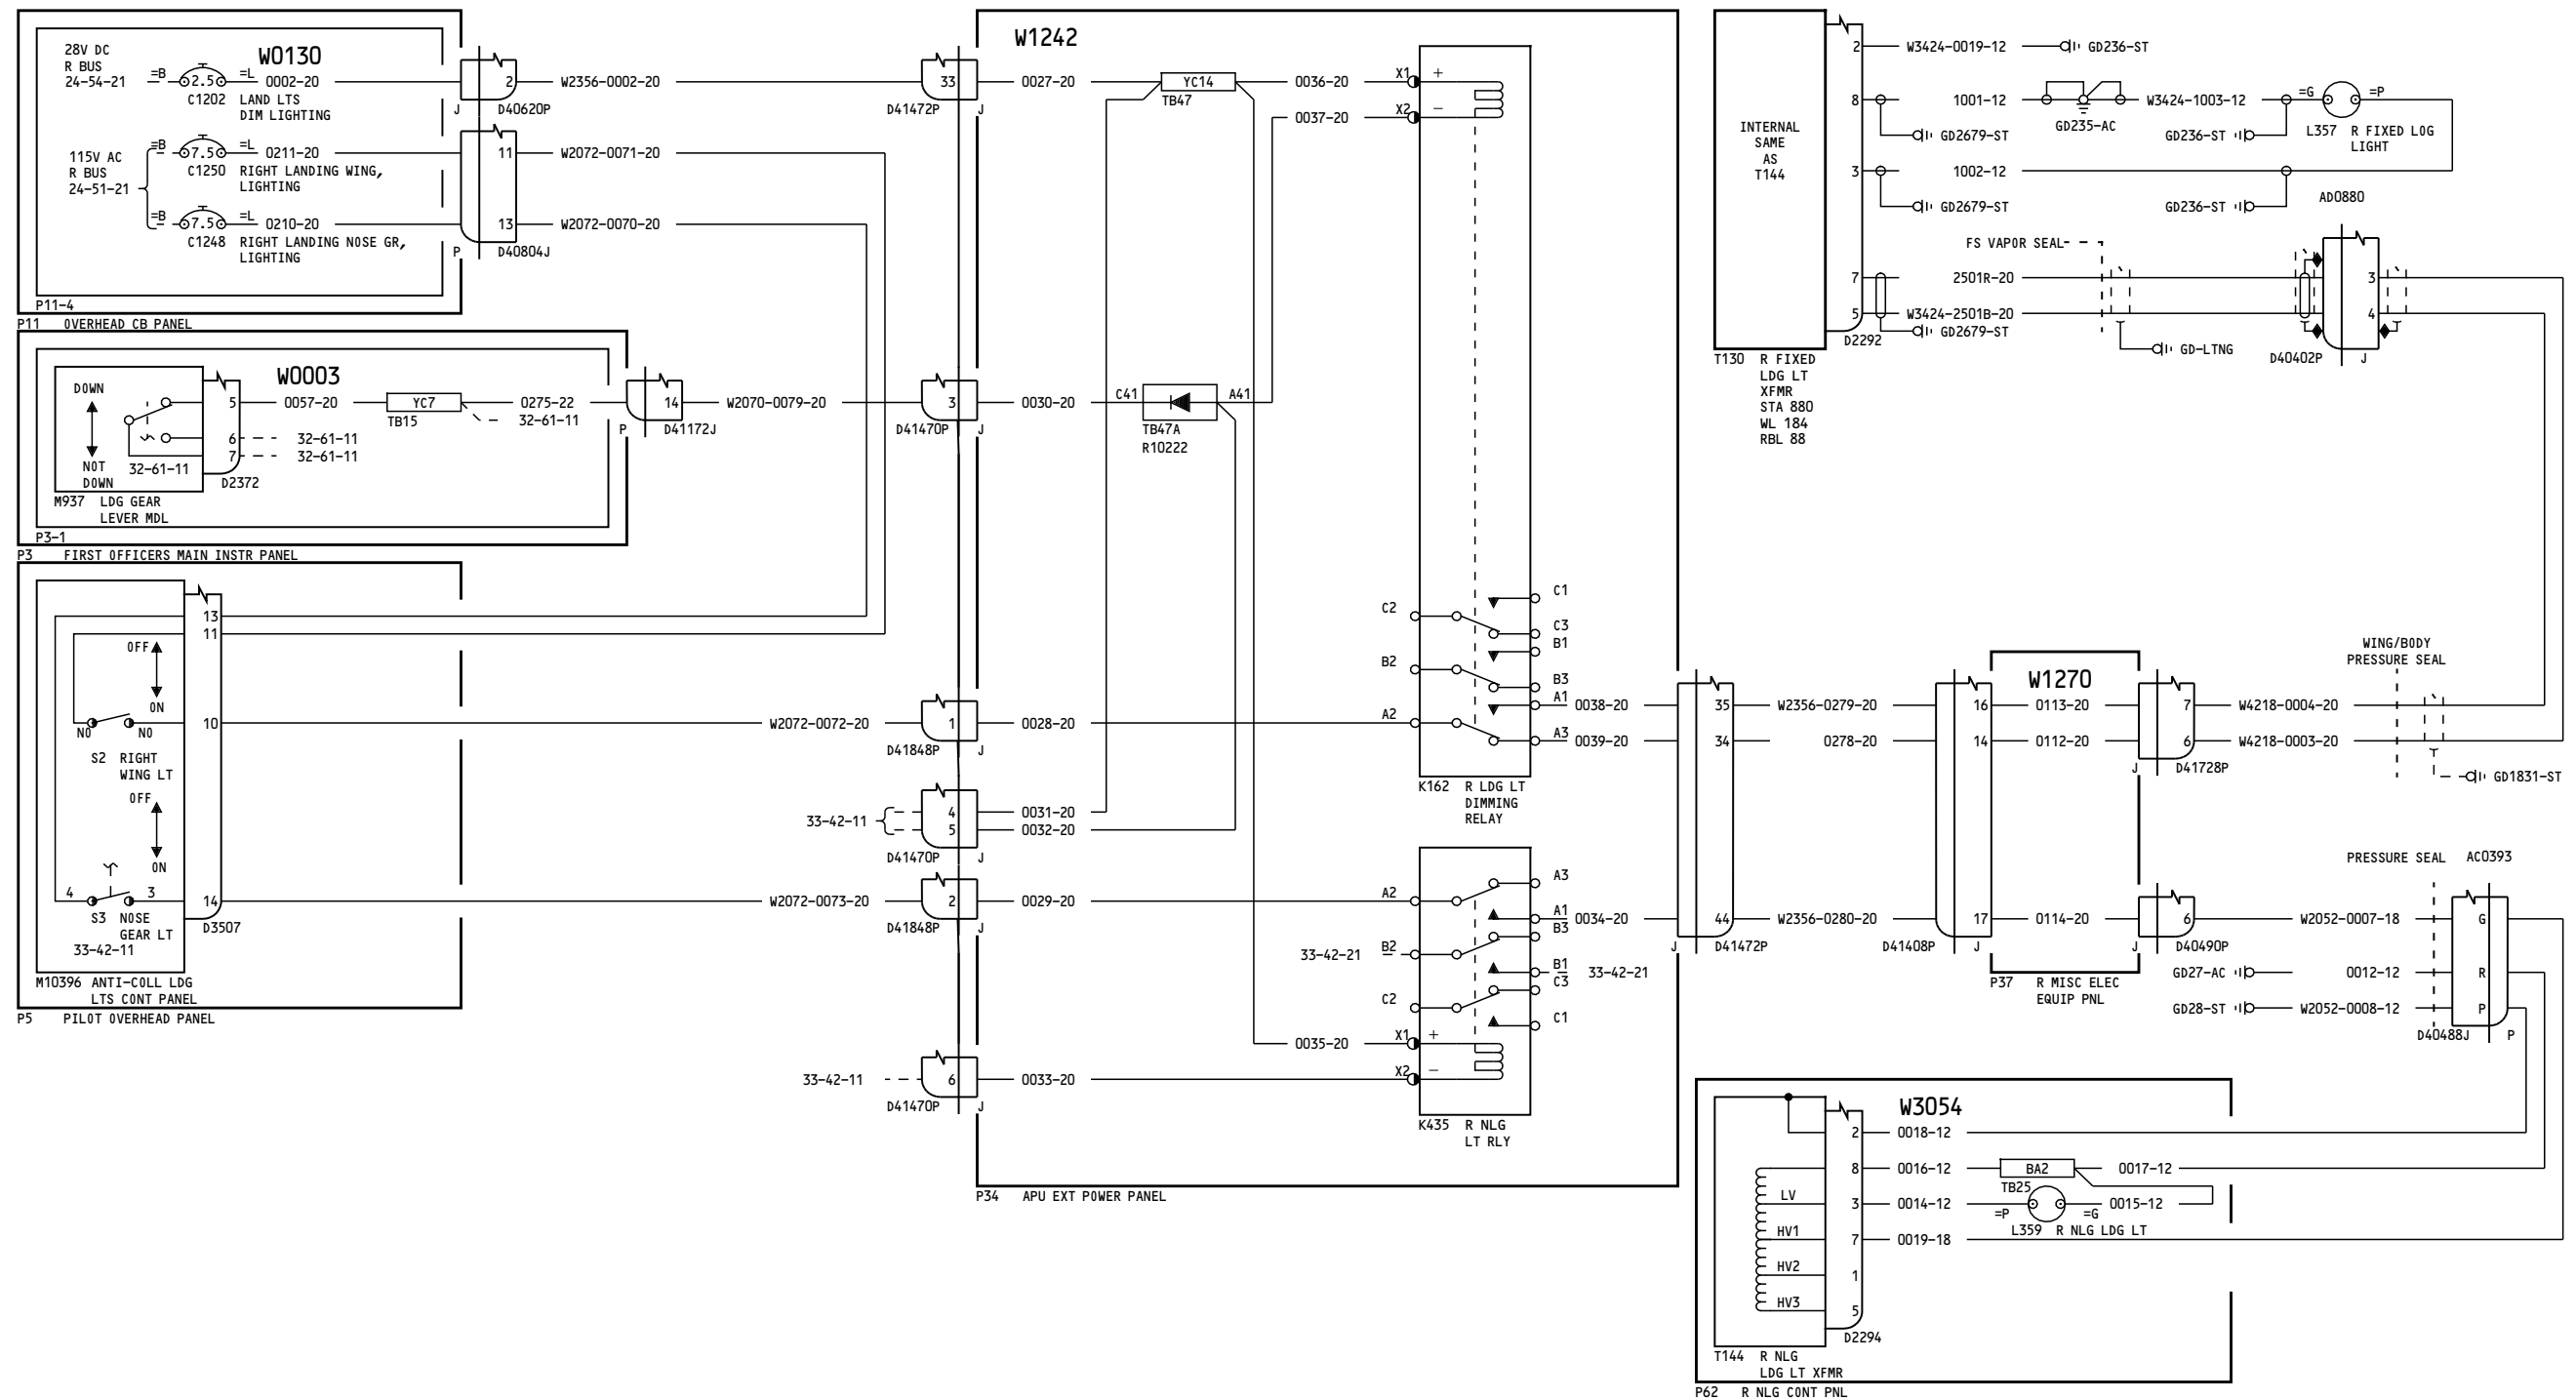 28V DC
R BUS
24-54-21
W0130
=B
2.5
=L
0002-20
C1202
LAND LTS
DIM LIGHTING
115V AC
R BUS
24-51-21
=B
7.5
=L
0211-20
C1250
RIGHT LANDING WING,
LIGHTING
=B
7.5
=L
0210-20
C1248
RIGHT LANDING NOSE GR,
LIGHTING
P11-4
P11 OVERHEAD CB PANEL
2
J
D40620P
11
13
P
D40804J
W2356-0002-20
W2072-0071-20
W2072-0070-20
W0003
DOWN
NOT
DOWN
32-61-11
5
6
7
D2372
0057-20
YC7
TB15
0275-22
32-61-11
32-61-11
32-61-11
M937 LDG GEAR
LEVER MDL
P3-1
P3 FIRST OFFICERS MAIN INSTR PANEL
14
P
D41172J
W2070-0079-20
13
11
OFF
ON
NO
NO
10
S2 RIGHT
WING LT
OFF
ON
4
3
14
S3 NOSE
GEAR LT
33-42-11
D3507
M10396 ANTI-COLL LDG
LTS CONT PANEL
P5 PILOT OVERHEAD PANEL
W2072-0072-20
W2072-0073-20
W1242
33
D41472P
J
0027-20
YC14
TB47
0036-20
0037-20
3
D41470P
J
0030-20
C41
A41
TB47A
R10222
1
D41848P
J
0028-20
33-42-11
4
5
D41470P
J
0031-20
0032-20
2
D41848P
J
0029-20
33-42-11
6
D41470P
J
0033-20
X1
+
X2
-
C1
C2
C3
B1
B2
B3
A1
A2
A3
0038-20
0039-20
K162 R LDG LT
DIMMING
RELAY
A3
A2
A1
0034-20
B3
33-42-21
B2
B1
33-42-21
C3
C2
C1
0035-20
X1
+
X2
-
K435 R NLG
LT RLY
P34 APU EXT POWER PANEL
35
34
44
J
D41472P
W2356-0279-20
0278-20
W2356-0280-20
16
14
17
D41408P
J
W1270
0113-20
0112-20
0114-20
7
6
J
D41728P
6
J
D40490P
P37 R MISC ELEC
EQUIP PNL
W4218-0004-20
W4218-0003-20
WING/BODY
PRESSURE SEAL
GD1831-ST
PRESSURE SEAL
AC0393
W2052-0007-18
GD27-AC
0012-12
GD28-ST
W2052-0008-12
G
R
P
D40488J
P
INTERNAL
SAME
AS
T144
2
8
3
7
5
D2292
T130 R FIXED
LDG LT
XFMR
STA 880
WL 184
RBL 88
W3424-0019-12
GD236-ST
1001-12
GD2679-ST
GD235-AC
W3424-1003-12
GD236-ST
=G
=P
L357 R FIXED LOG
LIGHT
1002-12
GD2679-ST
GD236-ST
AD0880
FS VAPOR SEAL
2501R-20
W3424-2501B-20
GD2679-ST
GD-LTNG
3
4
D40402P
J
W3054
2
8
3
7
1
5
LV
HV1
HV2
HV3
D2294
0018-12
0016-12
BA2
TB25
0017-12
0014-12
=P
=G
0015-12
L359 R NLG LDG LT
0019-18
T144 R NLG
LDG LT XFMR
P62 R NLG CONT PNL